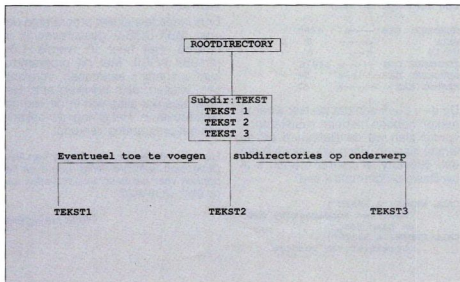 ROOTDIRECTORY
Subdir:TEKST
TEKST 1
TEKST 2
TEKST 3
Eventueel toe te voegen subdirectories op onderwerp
TEKST1 TEKST2 TEKST3